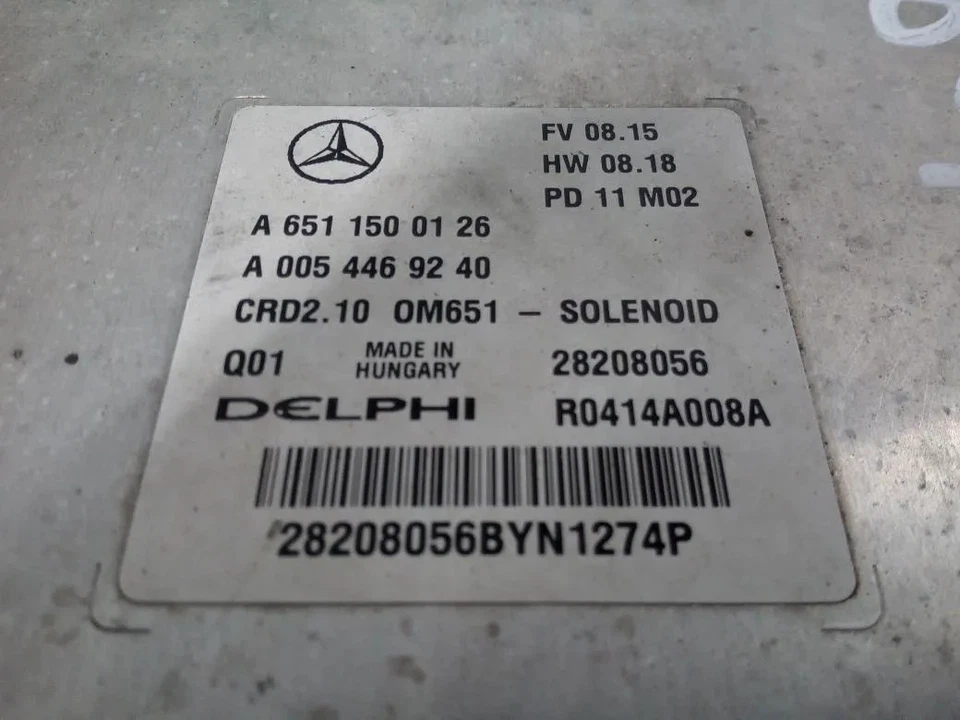 FV 08.15
HW 08.18
PD 11 M02
A 651 150 01 26
A 005 446 92 40
CRD2.10 OM651 – SOLENOID
Q01 MADE IN HUNGARY 28208056
DELPHI R0414A008A
28208056BYN1274P